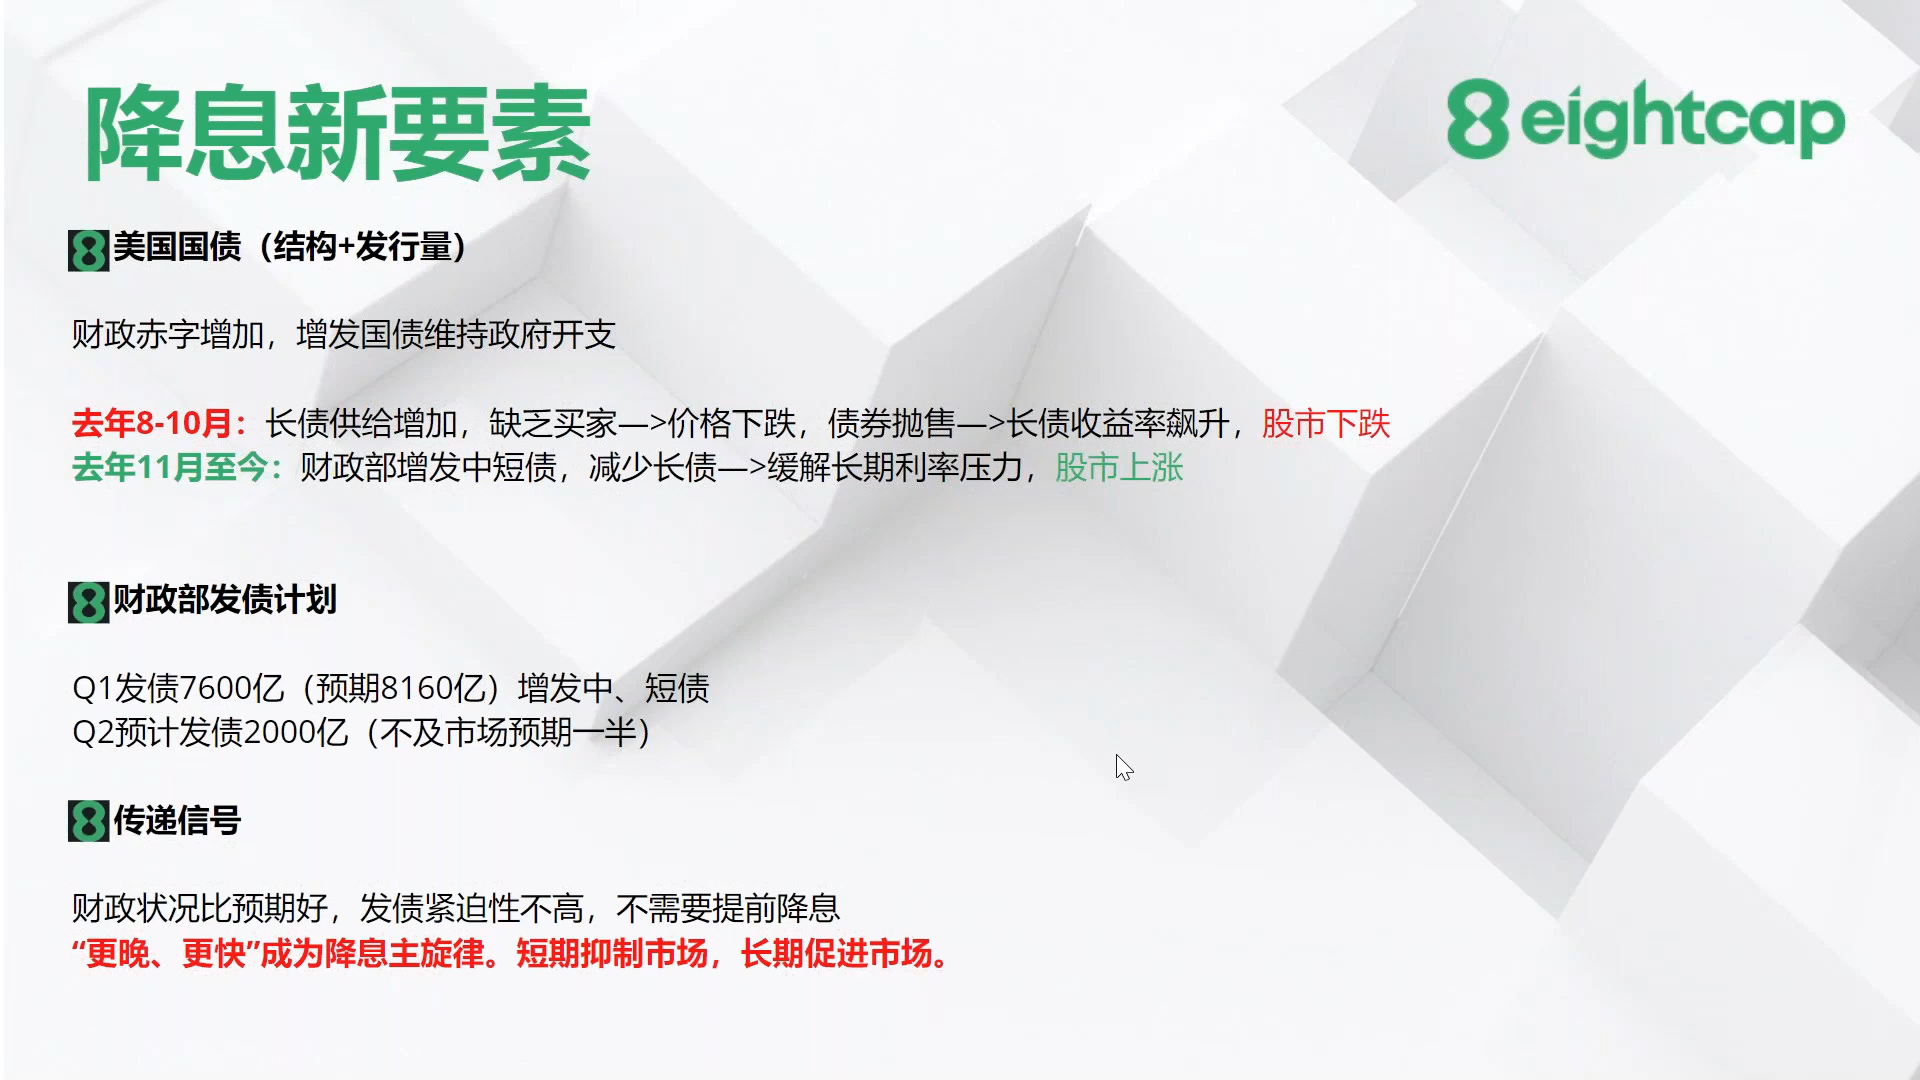 降息新要素
eightcap
美国国债（结构+发行量）
财政赤字增加，增发国债维持政府开支
去年8-10月：长债供给增加，缺乏买家—>价格下跌，债券抛售—>长债收益率飙升，股市下跌
去年11月至今：财政部增发中短债，减少长债—>缓解长期利率压力，股市上涨
财政部发债计划
Q1发债7600亿（预期8160亿）增发中、短债
Q2预计发债2000亿（不及市场预期一半）
传递信号
财政状况比预期好，发债紧迫性不高，不需要提前降息
“更晚、更快”成为降息主旋律。短期抑制市场，长期促进市场。